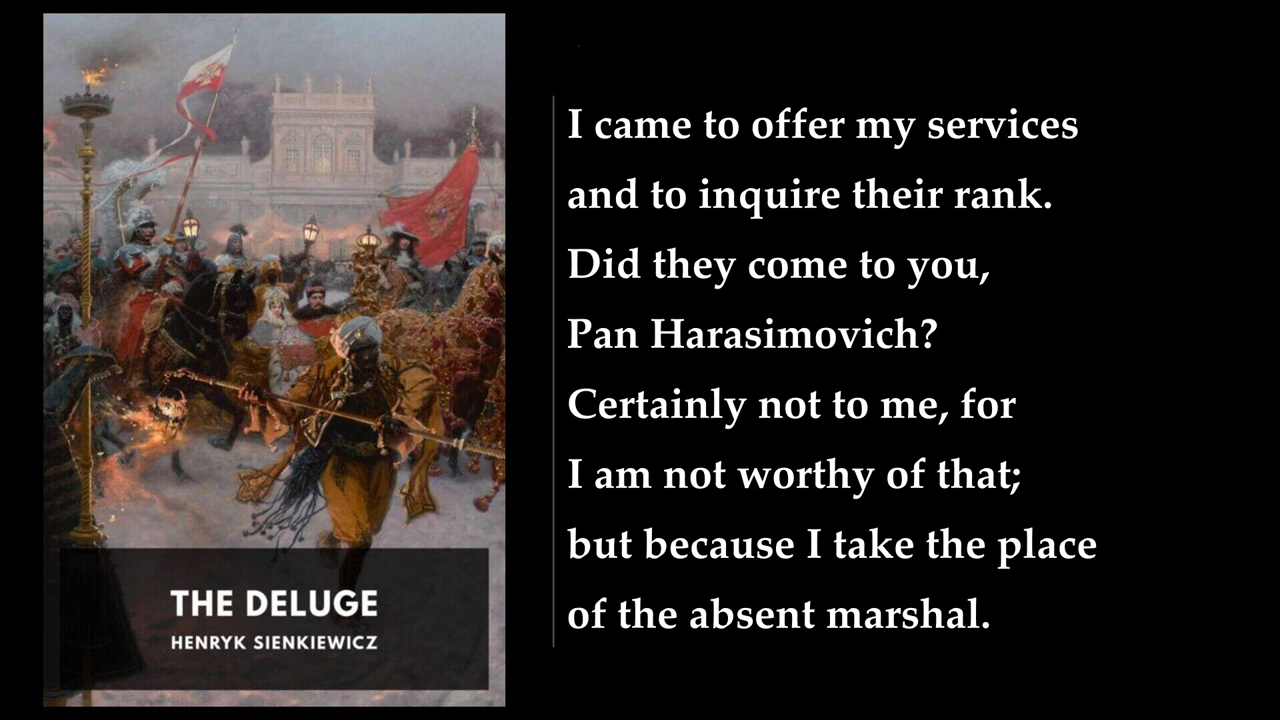 THE DELUGE
HENRYK SIENKIEWICZ
I came to offer my services
and to inquire their rank.
Did they come to you,
Pan Harasimovich?
Certainly not to me, for
I am not worthy of that;
but because I take the place
of the absent marshal.